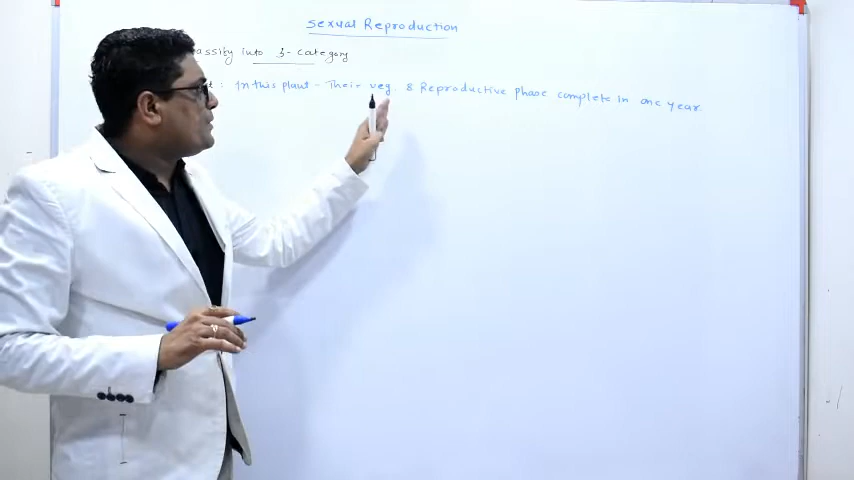 Sexual Reproduction
assify into 3- category
t : In this plant - Their veg. & Reproductive phase complete in one year.